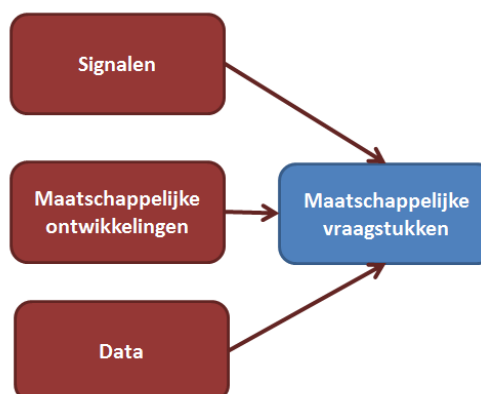 Signalen
Maatschappelijke
ontwikkelingen
Maatschappelijke
vraagstukken
Data